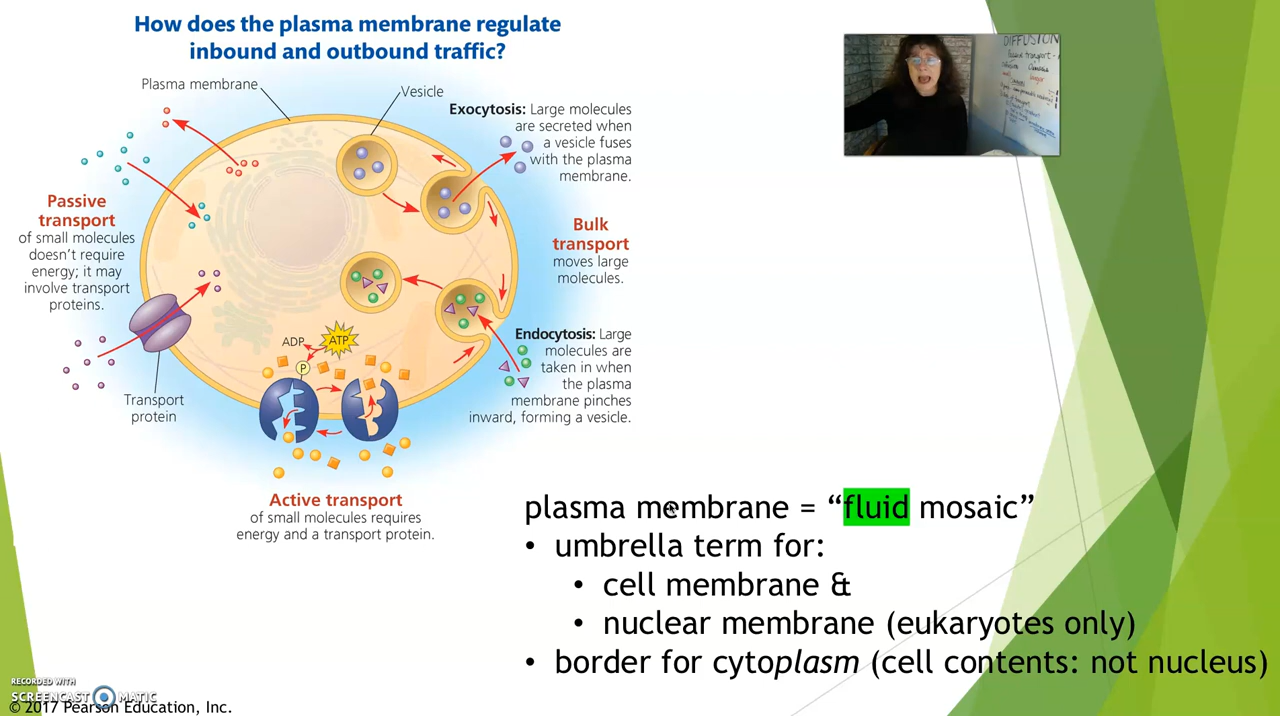 How does the plasma membrane regulate
inbound and outbound traffic?
Plasma membrane
Vesicle
Exocytosis: Large molecules
are secreted when
a vesicle fuses
with the plasma
membrane.
Passive
transport
of small molecules
doesn't require
energy; it may
involve transport
proteins.
Bulk
transport
moves large
molecules.
Endocytosis: Large
molecules are
taken in when
the plasma
membrane pinches
inward, forming a vesicle.
ADP
ATP
P
Transport
protein
Active transport
of small molecules requires
energy and a transport protein.
DIFFUSION
plasma membrane = “fluid mosaic”
• umbrella term for:
• cell membrane &
• nuclear membrane (eukaryotes only)
• border for cytoplasm (cell contents: not nucleus)
RECORDED WITH
SCREENCAST MATIC
© 2017 Pearson Education, Inc.